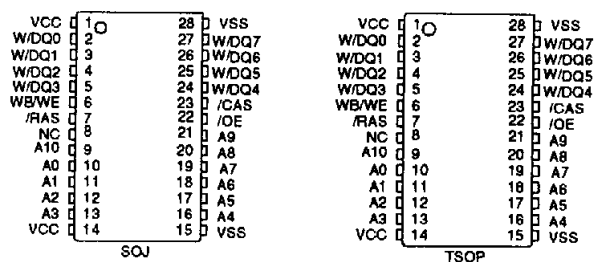 VCC 1 28 VSS
W/DQ0 2 27 W/DQ7
W/DQ1 3 26 W/DQ6
W/DQ2 4 25 W/DQ5
W/DQ3 5 24 W/DQ4
WB/WE 6 23 /CAS
/RAS 7 22 /OE
NC 8 21 A9
A10 9 20 A8
A0 10 19 A7
A1 11 18 A6
A2 12 17 A5
A3 13 16 A4
VCC 14 15 VSS
SOJ
VCC 1 28 VSS
W/DQ0 2 27 W/DQ7
W/DQ1 3 26 W/DQ6
W/DQ2 4 25 W/DQ5
W/DQ3 5 24 W/DQ4
WB/WE 6 23 /CAS
/RAS 7 22 /OE
NC 8 21 A9
A10 9 20 A8
A0 10 19 A7
A1 11 18 A6
A2 12 17 A5
A3 13 16 A4
VCC 14 15 VSS
TSOP